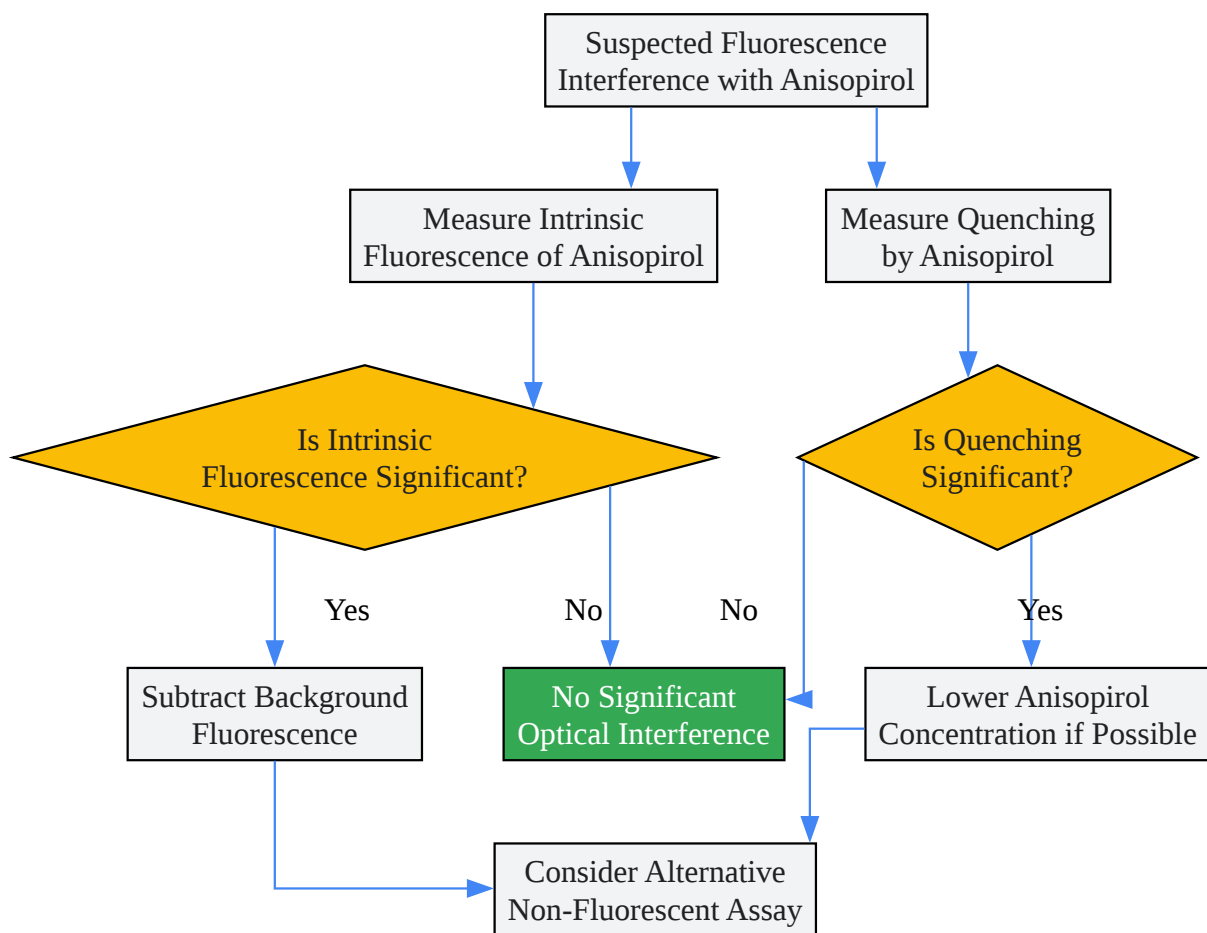 Suspected Fluorescence
Interference with Anisopirol
Measure Intrinsic
Fluorescence of Anisopirol
Measure Quenching
by Anisopirol
Is Intrinsic
Fluorescence Significant?
Is Quenching
Significant?
Yes
No
No
Yes
Subtract Background
Fluorescence
No Significant
Optical Interference
Lower Anisopirol
Concentration if Possible
Consider Alternative
Non-Fluorescent Assay